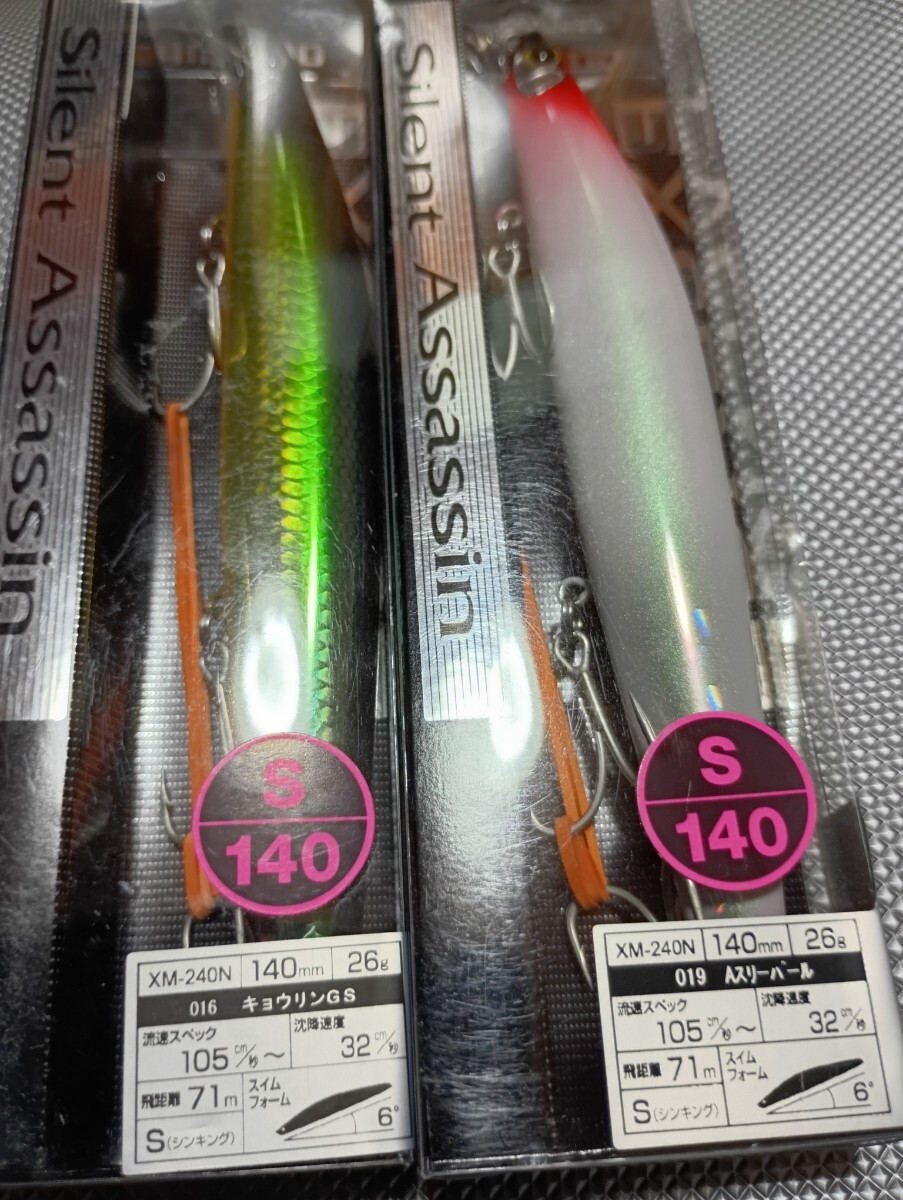 Silent Assassin
S
140
XM-240N 140mm 26g
016 キョウリンGS
流速スペック 沈降速度
105cm/秒～ 32cm/秒
飛距離 71m スイムフォーム
S(シンキング) 6°
Silent Assassin
S
140
XM-240N 140mm 26g
019 Aスリーパール
流速スペック 沈降速度
105cm/秒～ 32cm/秒
飛距離 71m スイムフォーム
S(シンキング) 6°